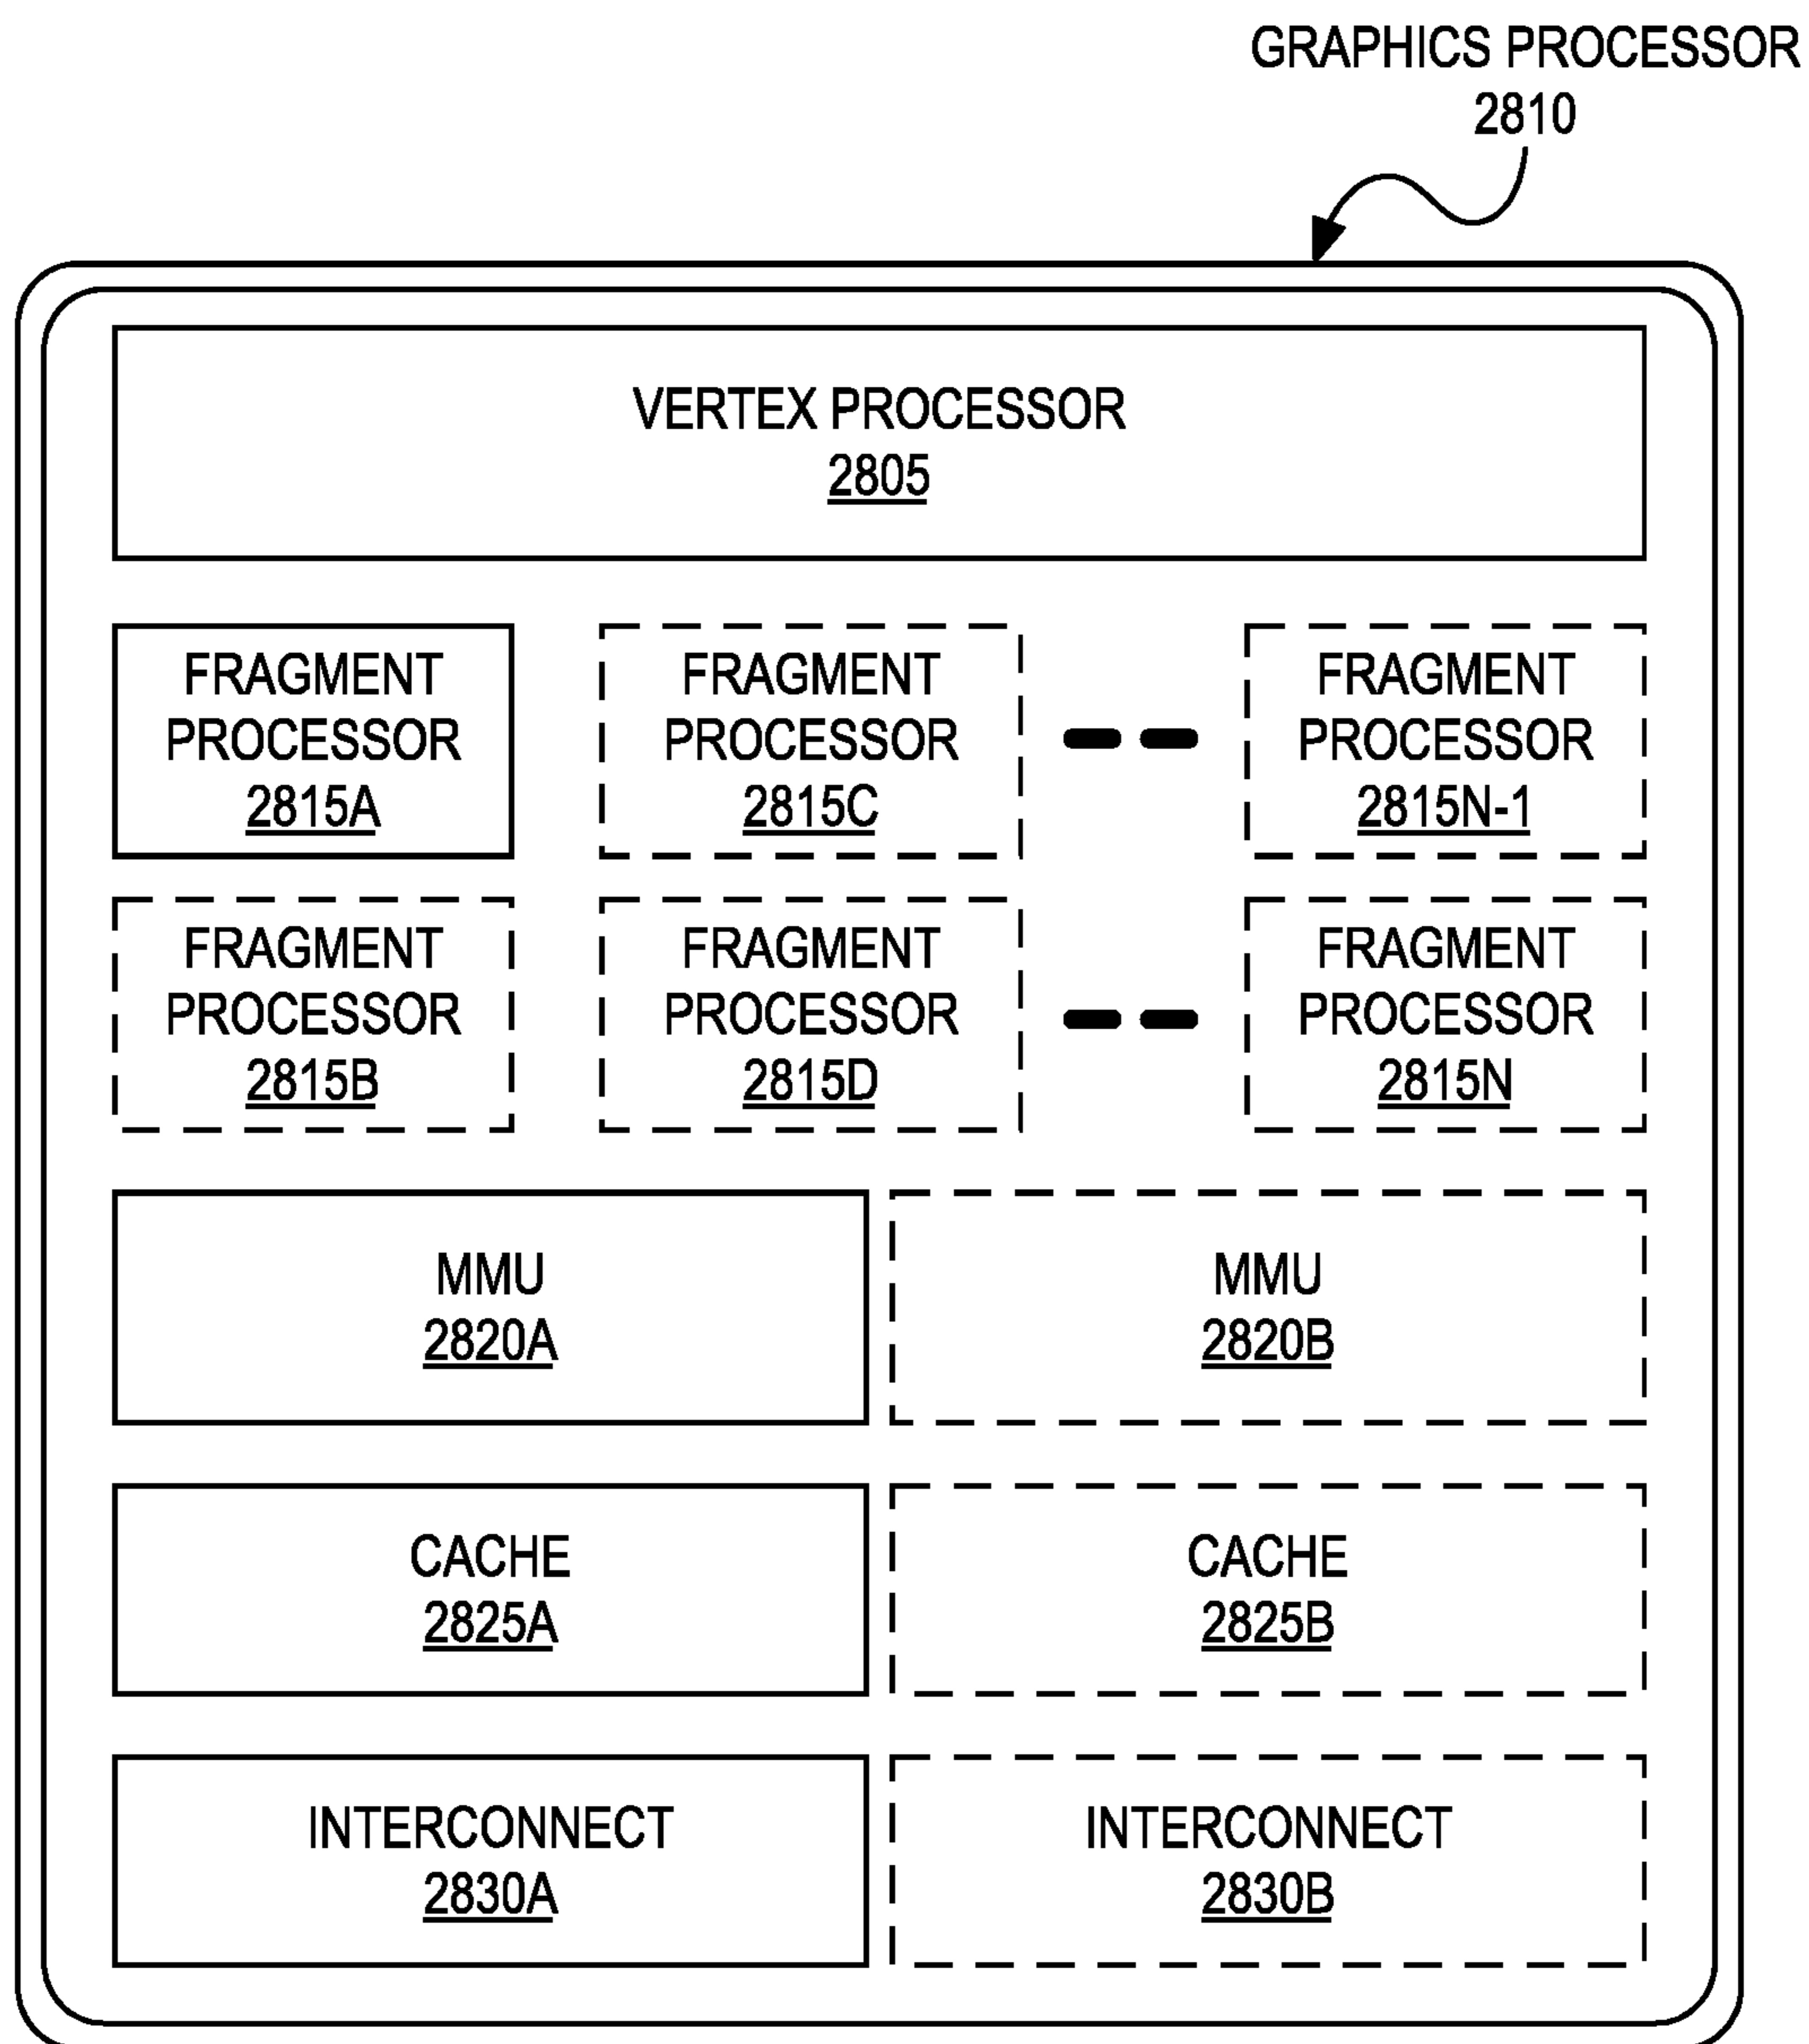 GRAPHICS PROCESSOR
2810
VERTEX PROCESSOR
2805
FRAGMENT
PROCESSOR
2815A
FRAGMENT
PROCESSOR
2815C
FRAGMENT
PROCESSOR
2815N-1
FRAGMENT
PROCESSOR
2815B
FRAGMENT
PROCESSOR
2815D
FRAGMENT
PROCESSOR
2815N
MMU
2820A
MMU
2820B
CACHE
2825A
CACHE
2825B
INTERCONNECT
2830A
INTERCONNECT
2830B